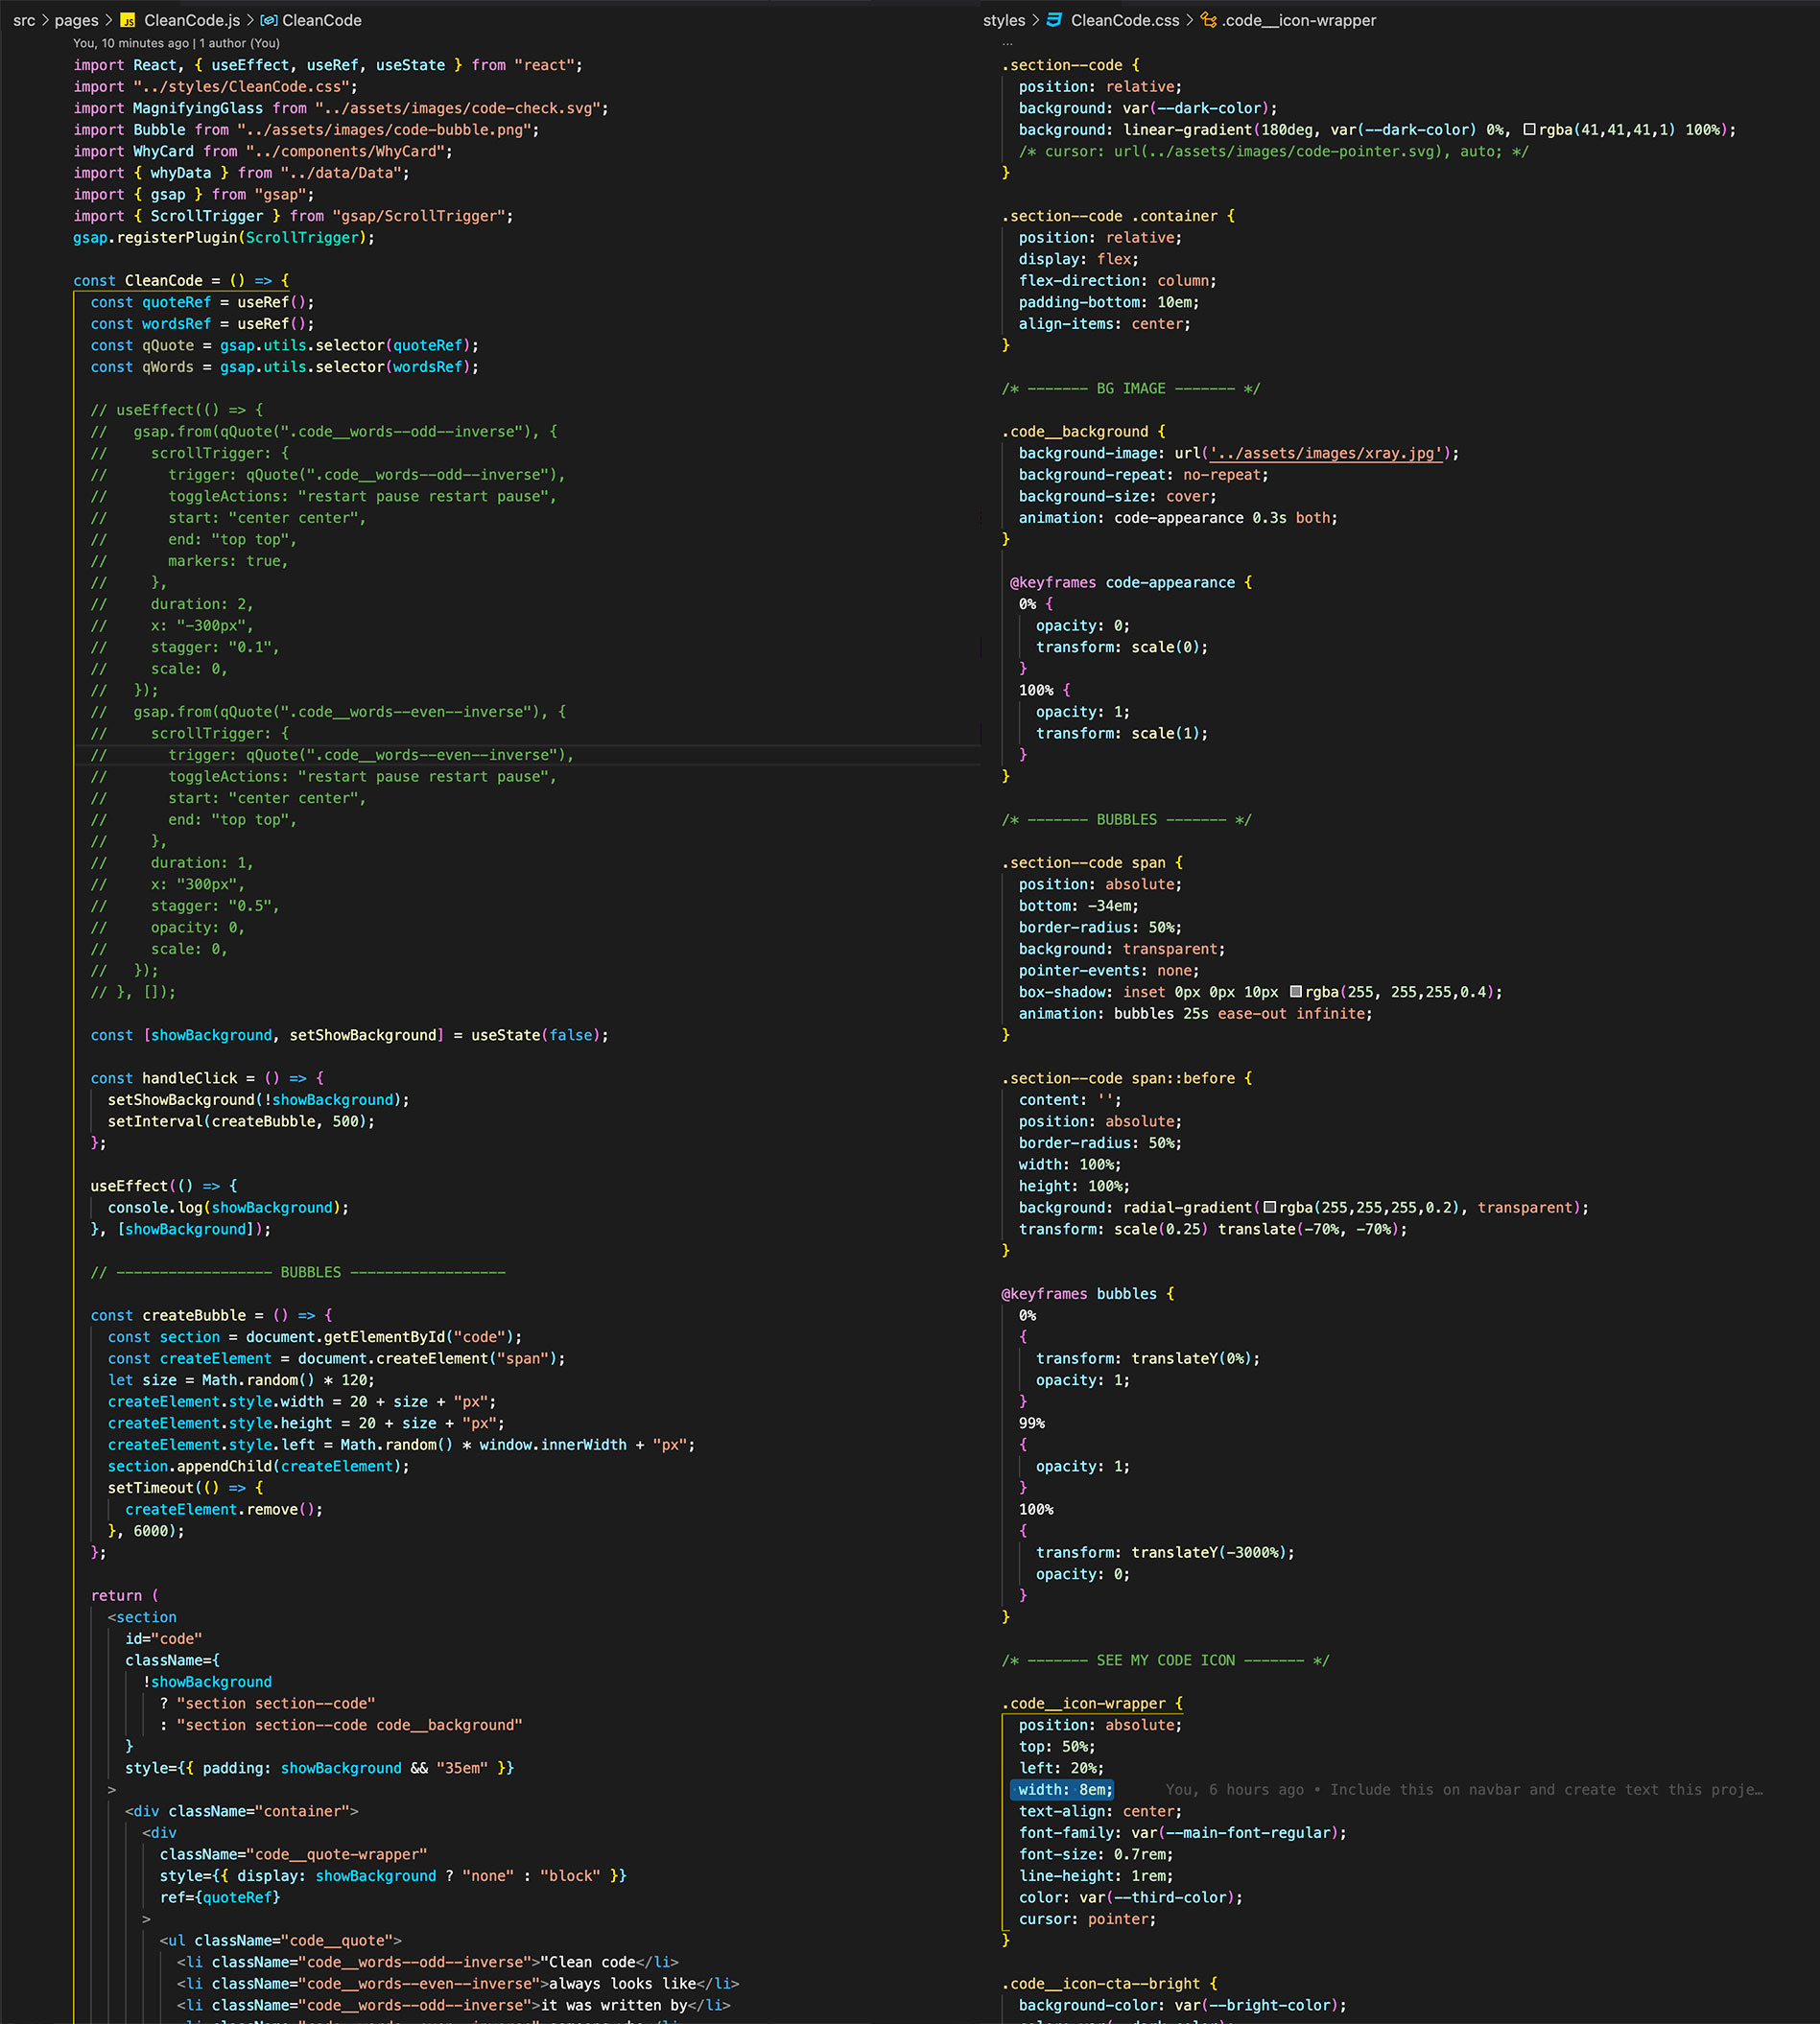 src > pages > JS CleanCode.js > CleanCode
You, 10 minutes ago | 1 author (You)
import React, { useEffect, useRef, useState } from "react";
import "../styles/CleanCode.css";
import MagnifyingGlass from "../assets/images/code-check.svg";
import Bubble from "../assets/images/code-bubble.png";
import WhyCard from "../components/WhyCard";
import { whyData } from "../data/Data";
import { gsap } from "gsap";
import { ScrollTrigger } from "gsap/ScrollTrigger";
gsap.registerPlugin(ScrollTrigger);
const CleanCode = () => {
const quoteRef = useRef();
const wordsRef = useRef();
const qQuote = gsap.utils.selector(quoteRef);
const qWords = gsap.utils.selector(wordsRef);
// useEffect(() => {
//   gsap.from(qQuote(".code__words--odd--inverse"), {
//     scrollTrigger: {
//       trigger: qQuote(".code__words--odd--inverse"),
//       toggleActions: "restart pause restart pause",
//       start: "center center",
//       end: "top top",
//       markers: true,
//     },
//     duration: 2,
//     x: "-300px",
//     stagger: "0.1",
//     scale: 0,
//   });
//   gsap.from(qQuote(".code__words--even--inverse"), {
//     scrollTrigger: {
//       trigger: qQuote(".code__words--even--inverse"),
//       toggleActions: "restart pause restart pause",
//       start: "center center",
//       end: "top top",
//     },
//     duration: 1,
//     x: "300px",
//     stagger: "0.5",
//     opacity: 0,
//     scale: 0,
//   });
// }, []);
const [showBackground, setShowBackground] = useState(false);
const handleClick = () => {
setShowBackground(!showBackground);
setInterval(createBubble, 500);
};
useEffect(() => {
console.log(showBackground);
}, [showBackground]);
// ------------------ BUBBLES ------------------
const createBubble = () => {
const section = document.getElementById("code");
const createElement = document.createElement("span");
let size = Math.random() * 120;
createElement.style.width = 20 + size + "px";
createElement.style.height = 20 + size + "px";
createElement.style.left = Math.random() * window.innerWidth + "px";
section.appendChild(createElement);
setTimeout(() => {
createElement.remove();
}, 6000);
};
return (
<section
id="code"
className={
!showBackground
? "section section--code"
: "section section--code code__background"
}
style={{ padding: showBackground && "35em" }}
>
<div className="container">
<div
className="code__quote-wrapper"
style={{ display: showBackground ? "none" : "block" }}
ref={quoteRef}
>
<ul className="code__quote">
<li className="code__words--odd--inverse">"Clean code</li>
<li className="code__words--even--inverse">always looks like</li>
<li className="code__words--odd--inverse">it was written by</li>
styles > CleanCode.css > .code__icon-wrapper
...
.section--code {
position: relative;
background: var(--dark-color);
background: linear-gradient(180deg, var(--dark-color) 0%, rgba(41,41,41,1) 100%);
/* cursor: url(../assets/images/code-pointer.svg), auto; */
}
.section--code .container {
position: relative;
display: flex;
flex-direction: column;
padding-bottom: 10em;
align-items: center;
}
/* ------- BG IMAGE ------- */
.code__background {
background-image: url('../assets/images/xray.jpg');
background-repeat: no-repeat;
background-size: cover;
animation: code-appearance 0.3s both;
}
@keyframes code-appearance {
0% {
opacity: 0;
transform: scale(0);
}
100% {
opacity: 1;
transform: scale(1);
}
}
/* ------- BUBBLES ------- */
.section--code span {
position: absolute;
bottom: -34em;
border-radius: 50%;
background: transparent;
pointer-events: none;
box-shadow: inset 0px 0px 10px rgba(255, 255,255,0.4);
animation: bubbles 25s ease-out infinite;
}
.section--code span::before {
content: '';
position: absolute;
border-radius: 50%;
width: 100%;
height: 100%;
background: radial-gradient(rgba(255,255,255,0.2), transparent);
transform: scale(0.25) translate(-70%, -70%);
}
@keyframes bubbles {
0%
{
transform: translateY(0%);
opacity: 1;
}
99%
{
opacity: 1;
}
100%
{
transform: translateY(-3000%);
opacity: 0;
}
}
/* ------- SEE MY CODE ICON ------- */
.code__icon-wrapper {
position: absolute;
top: 50%;
left: 20%;
width: 8em; You, 6 hours ago • Include this on navbar and create text this proje…
text-align: center;
font-family: var(--main-font-regular);
font-size: 0.7rem;
line-height: 1rem;
color: var(--third-color);
cursor: pointer;
}
.code__icon-cta--bright {
background-color: var(--bright-color);